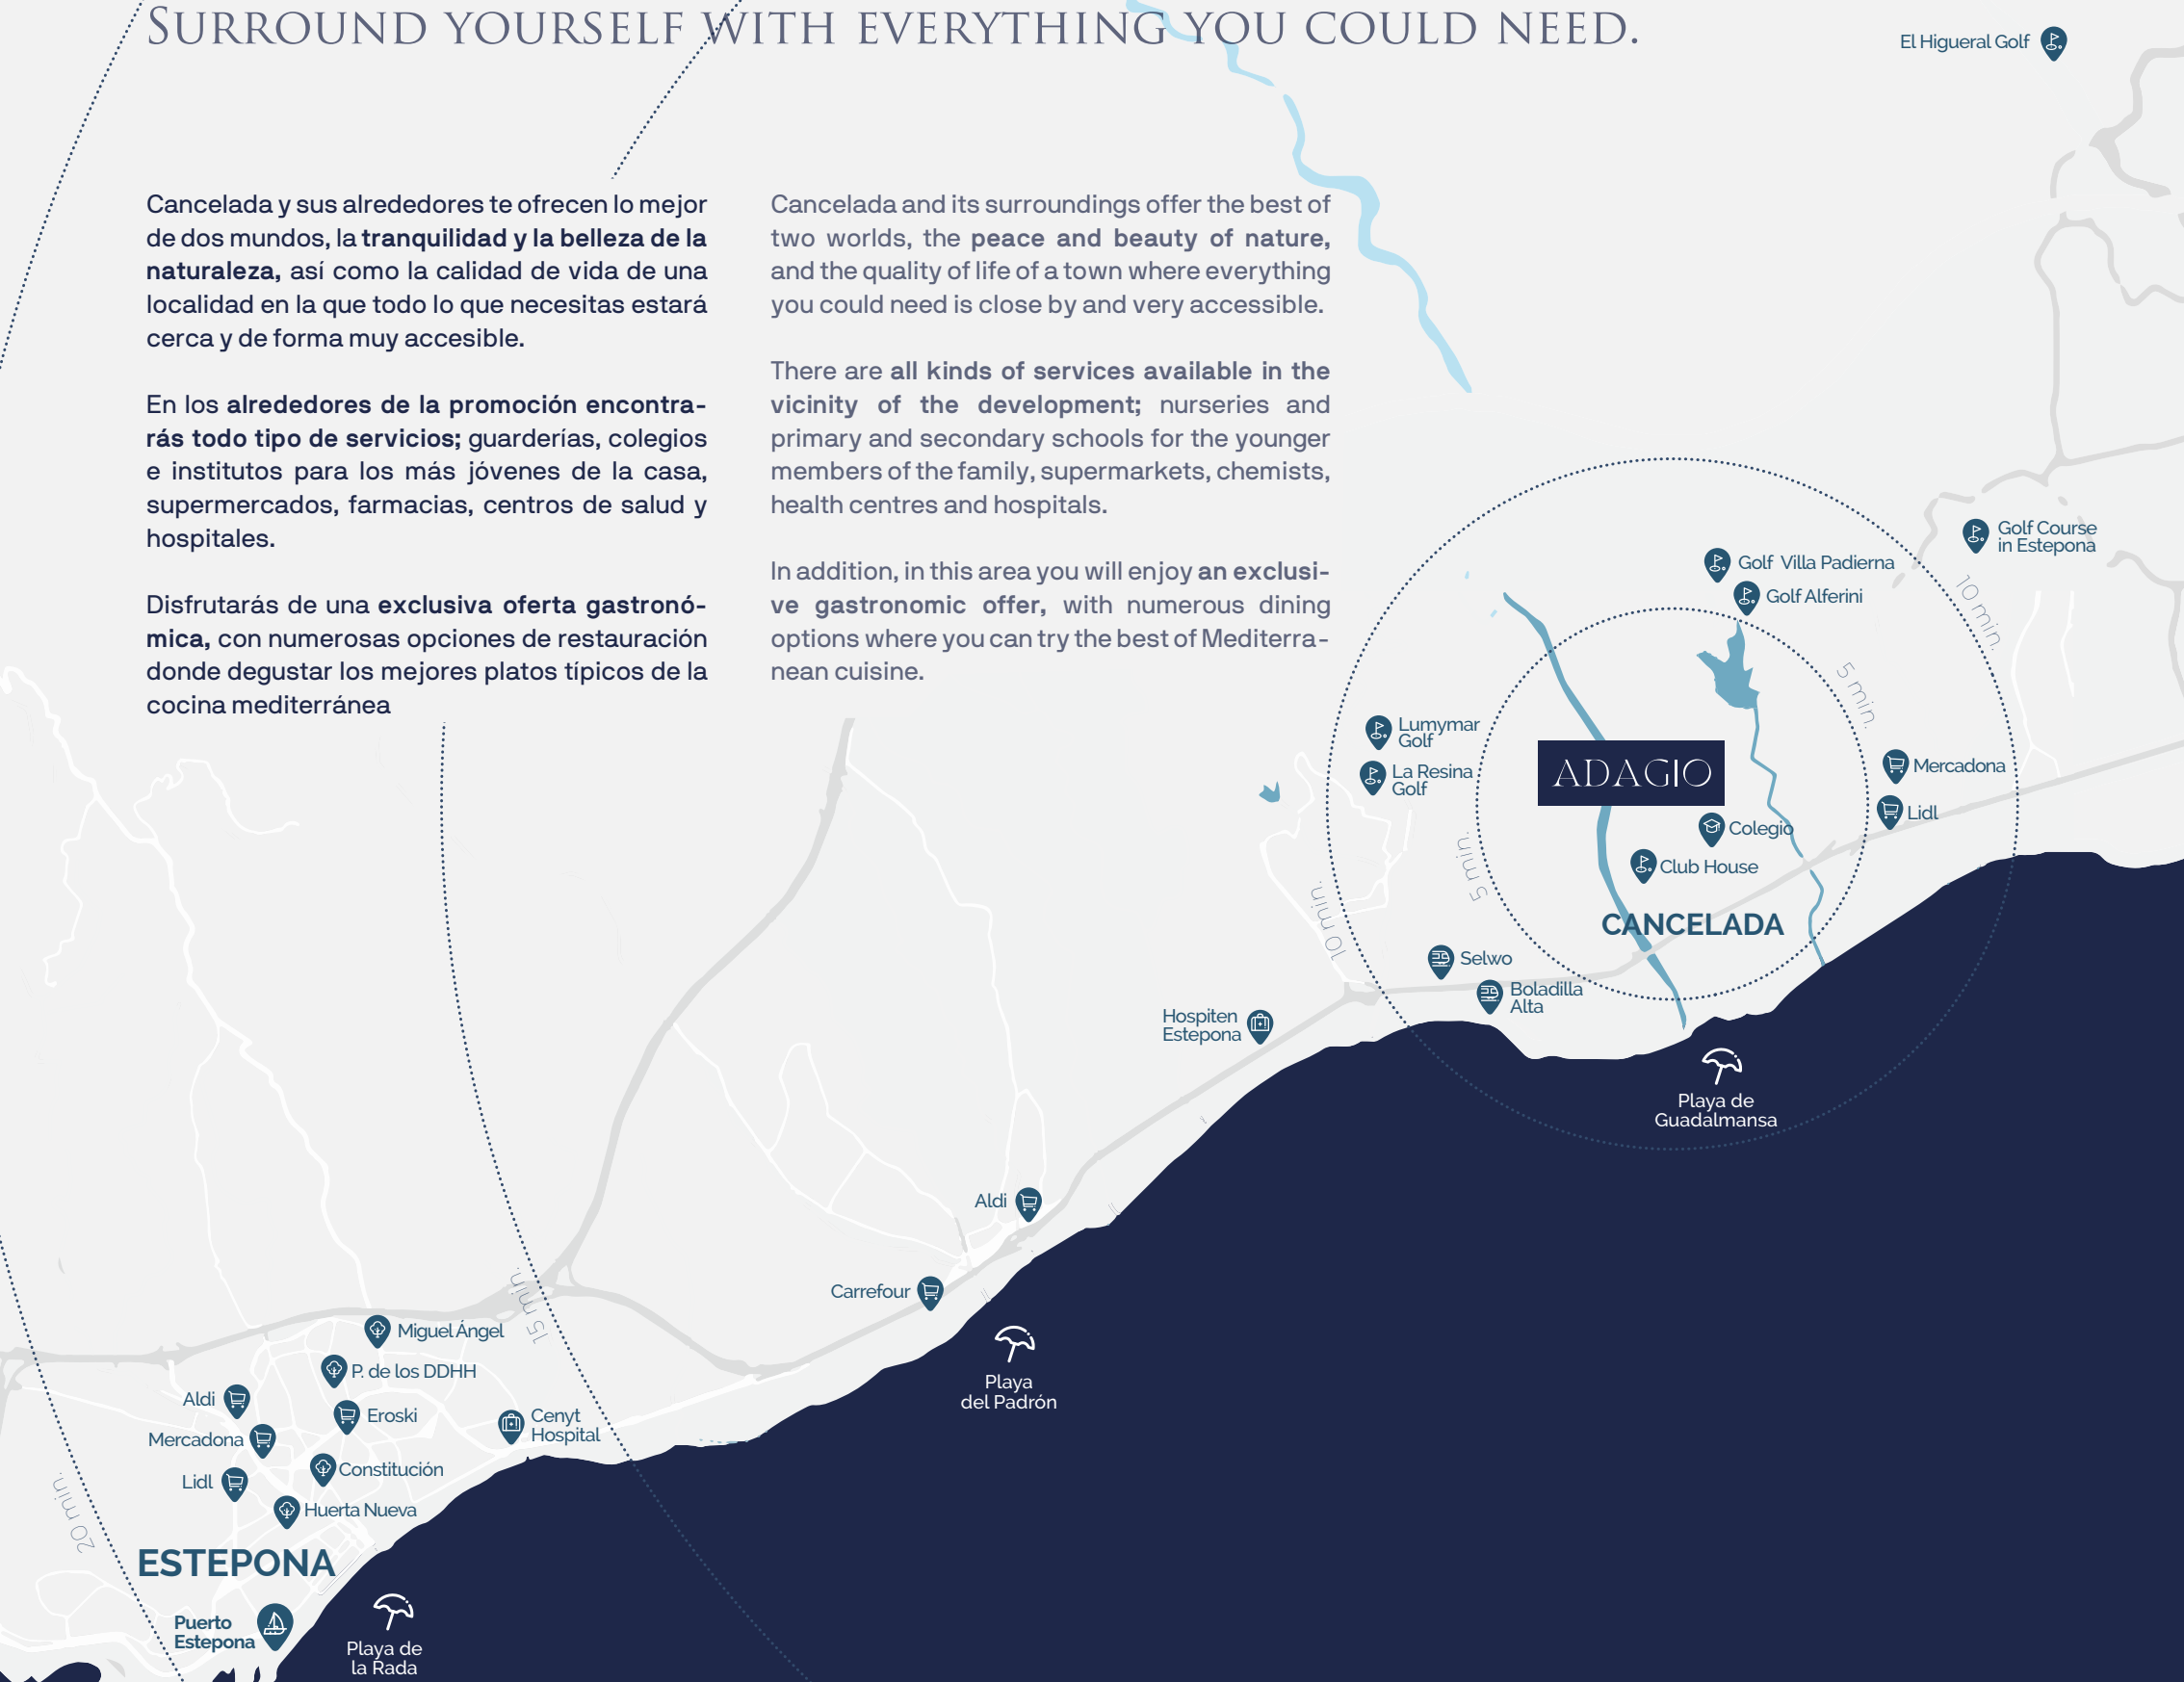 SURROUND YOURSELF WITH EVERYTHING YOU COULD NEED.
El Higueral Golf
Cancelada y sus alrededores te ofrecen lo mejor
de dos mundos, la tranquilidad y la belleza de la
naturaleza, así como la calidad de vida de una
localidad en la que todo lo que necesitas estará
cerca y de forma muy accesible.
En los alrededores de la promoción encontra-
rás todo tipo de servicios; guarderías, colegios
e institutos para los más jóvenes de la casa,
supermercados, farmacias, centros de salud y
hospitales.
Disfrutarás de una exclusiva oferta gastronó-
mica, con numerosas opciones de restauración
donde degustar los mejores platos típicos de la
cocina mediterránea
Cancelada and its surroundings offer the best of
two worlds, the peace and beauty of nature,
and the quality of life of a town where everything
you could need is close by and very accessible.
There are all kinds of services available in the
vicinity of the development; nurseries and
primary and secondary schools for the younger
members of the family, supermarkets, chemists,
health centres and hospitals.
In addition, in this area you will enjoy an exclusi-
ve gastronomic offer, with numerous dining
options where you can try the best of Mediterra-
nean cuisine.
Golf Course
in Estepona
Golf Villa Padierna
Golf Alferini
10 min.
5 min.
Lumymar
Golf
La Resina
Golf
ADAGIO
Mercadona
Lidl
Colegio
Club House
5 min.
10 min.
CANCELADA
Selwo
Boladilla
Alta
Hospiten
Estepona
Playa de
Guadalmansa
Aldi
Carrefour
15 min.
Playa
del Padrón
Miguel Ángel
P. de los DDHH
Aldi
Eroski
Mercadona
Cenyt
Hospital
Constitución
Lidl
Huerta Nueva
20 min.
ESTEPONA
Puerto
Estepona
Playa de
la Rada